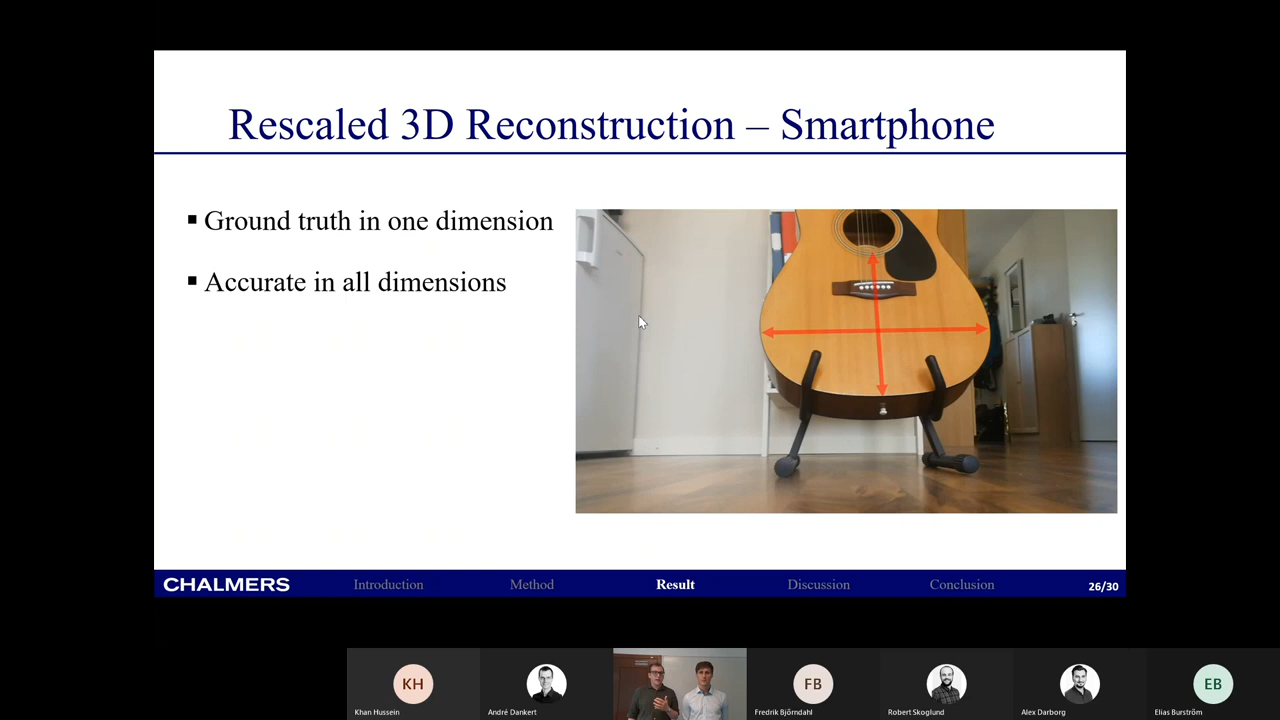 Rescaled 3D Reconstruction – Smartphone
▪ Ground truth in one dimension
▪ Accurate in all dimensions
CHALMERS Introduction Method Result Discussion Conclusion 26/30
KH FB EB
Khan Hussein André Dankert Fredrik Björndahl Robert Skoglund Alex Darborg Elias Burström